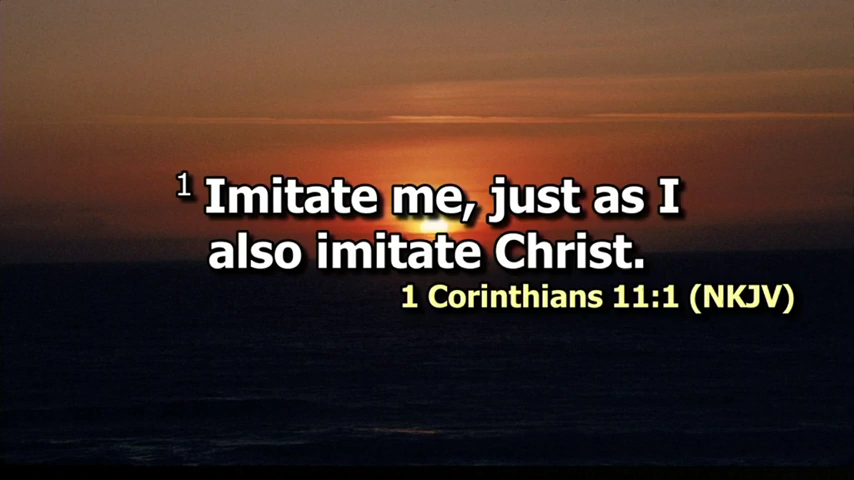 1 Imitate me, just as I
also imitate Christ.
1 Corinthians 11:1 (NKJV)